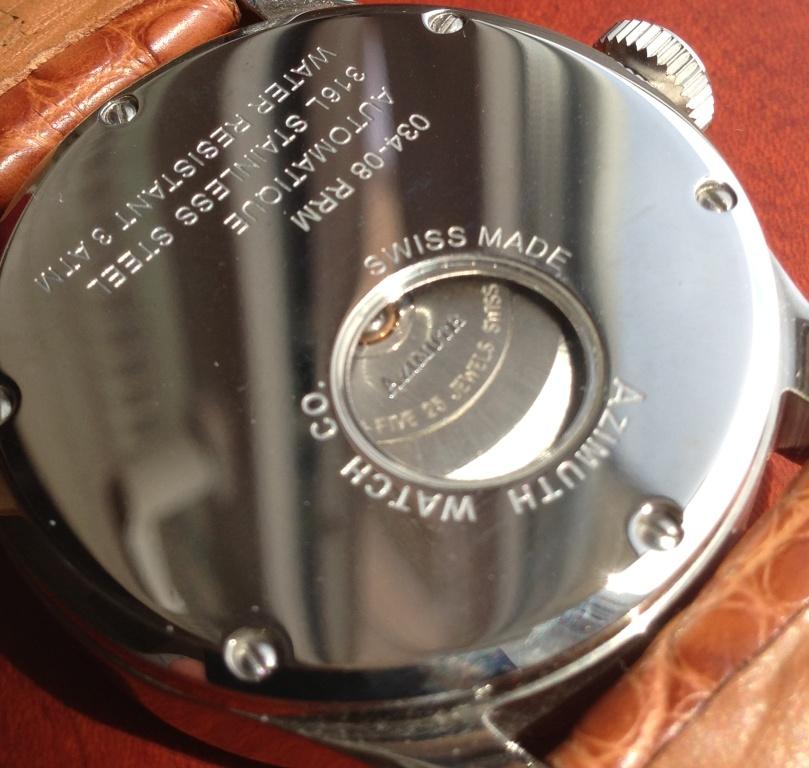 034-08 RRM
AUTOMATIQUE
316L STAINLESS STEEL
WATER RESISTANT 3 ATM
SWISS MADE
AZIMUTH WATCH CO.
AZIMUTH
-FIVE 25 JEWELS SWISS